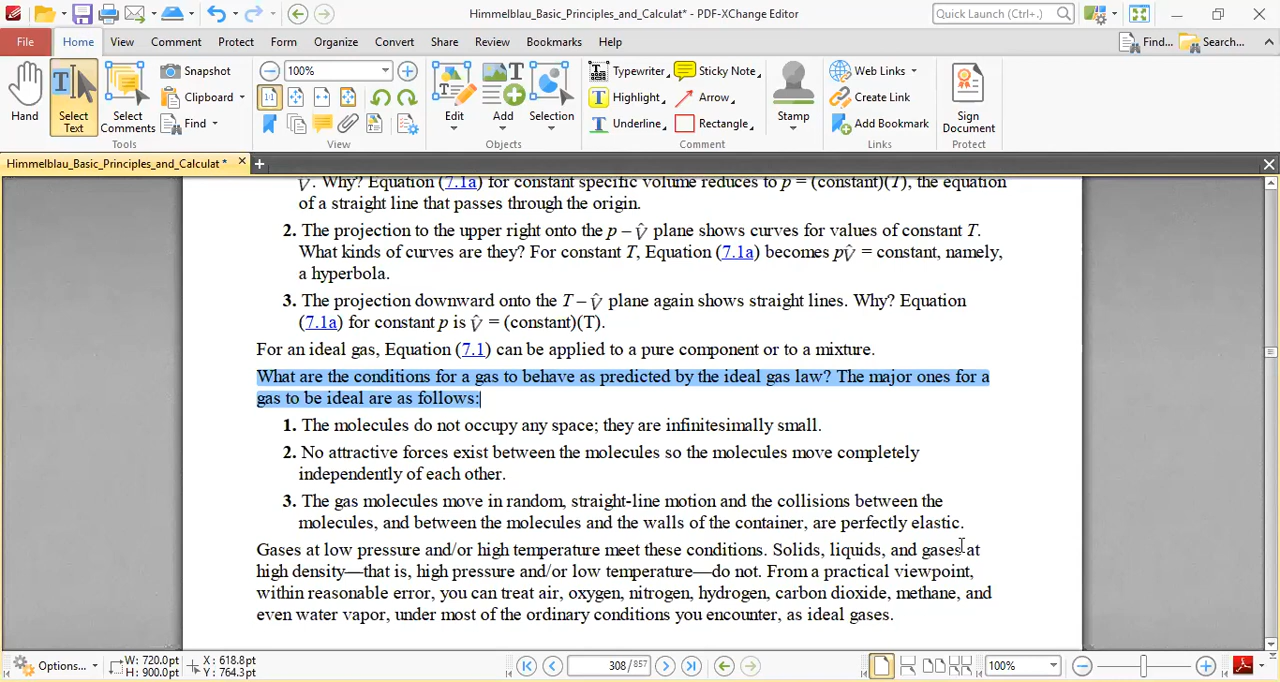 Himmelblau_Basic_Principles_and_Calculat* - PDF-XChange Editor
Quick Launch (Ctrl+.)
File Home View Comment Protect Form Organize Convert Share Review Bookmarks Help
Find... Search...
Hand
Select Text
Select Comments
Snapshot
Clipboard
Find
Tools
100%
1:1
View
Edit
Add
Selection
Objects
Typewriter
Highlight
Underline
Sticky Note
Arrow
Rectangle
Stamp
Comment
Web Links
Create Link
Add Bookmark
Links
Sign Document
Protect
Himmelblau_Basic_Principles_and_Calculat *
V̂. Why? Equation (7.1a) for constant specific volume reduces to p = (constant)(T), the equation
of a straight line that passes through the origin.
2. The projection to the upper right onto the p – V̂ plane shows curves for values of constant T.
What kinds of curves are they? For constant T, Equation (7.1a) becomes pV̂ = constant, namely,
a hyperbola.
3. The projection downward onto the T – V̂ plane again shows straight lines. Why? Equation
(7.1a) for constant p is V̂ = (constant)(T).
For an ideal gas, Equation (7.1) can be applied to a pure component or to a mixture.
What are the conditions for a gas to behave as predicted by the ideal gas law? The major ones for a
gas to be ideal are as follows:
1. The molecules do not occupy any space; they are infinitesimally small.
2. No attractive forces exist between the molecules so the molecules move completely
independently of each other.
3. The gas molecules move in random, straight-line motion and the collisions between the
molecules, and between the molecules and the walls of the container, are perfectly elastic.
Gases at low pressure and/or high temperature meet these conditions. Solids, liquids, and gases at
high density—that is, high pressure and/or low temperature—do not. From a practical viewpoint,
within reasonable error, you can treat air, oxygen, nitrogen, hydrogen, carbon dioxide, methane, and
even water vapor, under most of the ordinary conditions you encounter, as ideal gases.
Options...
W: 720.0pt
H: 900.0pt
X : 618.8pt
Y : 764.3pt
308 / 857
100%